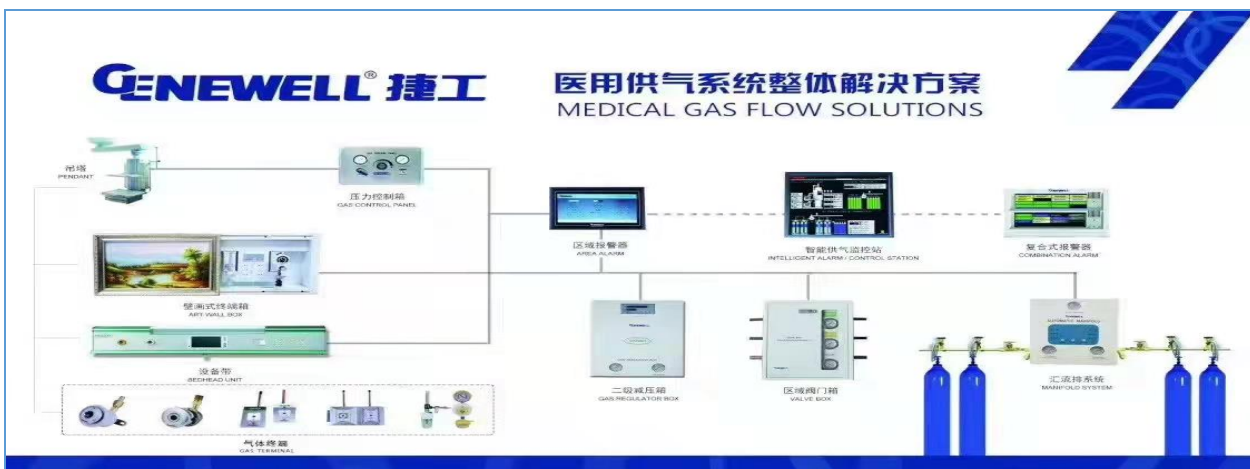 GENEWELL® 捷工
医用供气系统整体解决方案
MEDICAL GAS FLOW SOLUTIONS
吊塔
PENDANT
压力控制箱
GAS CONTROL PANEL
区域报警器
AREA ALARM
智能供气监控站
INTELLIGENT ALARM / CONTROL STATION
复合式报警器
COMBINATION ALARM
壁画式终端箱
ART WALL BOX
设备带
BEDHEAD UNIT
二级减压箱
GAS REGULATOR BOX
区域阀门箱
VALVE BOX
AUTOMATIC MANIFOLD
汇流排系统
MANIFOLD SYSTEM
气体终端
GAS TERMINAL